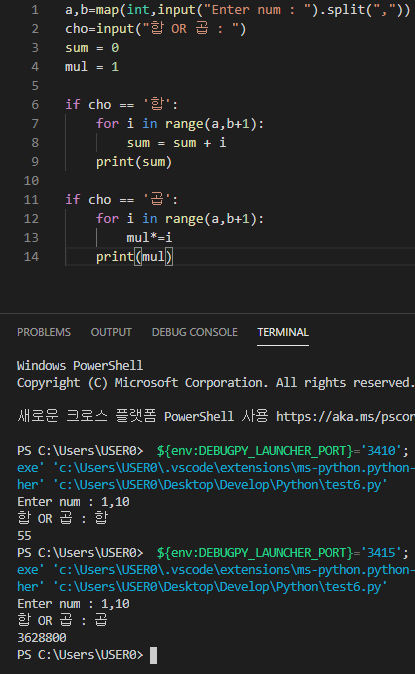 1 a,b=map(int,input("Enter num : ").split(","))
2 cho=input("합 OR 곱 : ")
3 sum = 0
4 mul = 1
5
6 if cho == '합':
7 for i in range(a,b+1):
8 sum = sum + i
9 print(sum)
10
11 if cho == '곱':
12 for i in range(a,b+1):
13 mul*=i
14 print(mul)
PROBLEMS OUTPUT DEBUG CONSOLE TERMINAL
Windows PowerShell
Copyright (C) Microsoft Corporation. All rights reserved.
새로운 크로스 플랫폼 PowerShell 사용 https://aka.ms/pscor
PS C:\Users\USER0> ${env:DEBUGPY_LAUNCHER_PORT}='3410';
exe' 'c:\Users\USER0\.vscode\extensions\ms-python.python-
her' 'c:\Users\USER0\Desktop\Develop\Python\test6.py'
Enter num : 1,10
합 OR 곱 : 합
55
PS C:\Users\USER0> ${env:DEBUGPY_LAUNCHER_PORT}='3415';
exe' 'c:\Users\USER0\.vscode\extensions\ms-python.python-
her' 'c:\Users\USER0\Desktop\Develop\Python\test6.py'
Enter num : 1,10
합 OR 곱 : 곱
3628800
PS C:\Users\USER0>